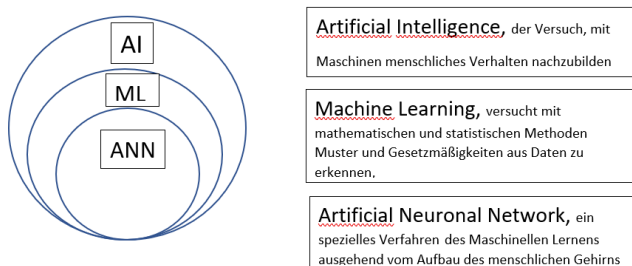 AI
ML
ANN
Artificial Intelligence, der Versuch, mit
Maschinen menschliches Verhalten nachzubilden
Machine Learning, versucht mit
mathematischen und statistischen Methoden
Muster und Gesetzmäßigkeiten aus Daten zu
erkennen.
Artificial Neuronal Network, ein
spezielles Verfahren des Maschinellen Lernens
ausgehend vom Aufbau des menschlichen Gehirns